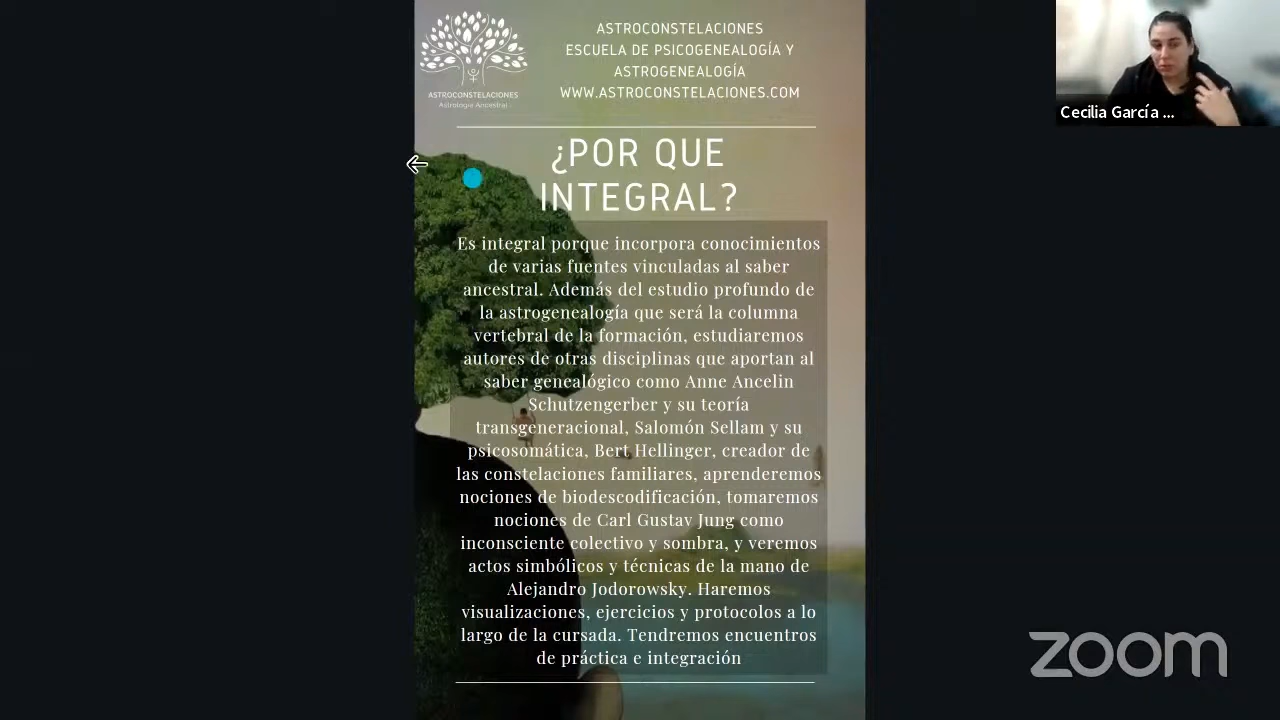 ASTROCONSTELACIONES
Astrología Ancestral
ASTROCONSTELACIONES
ESCUELA DE PSICOGENEALOGÍA Y
ASTROGENEALOGÍA
WWW.ASTROCONSTELACIONES.COM
¿POR QUE
INTEGRAL?
Es integral porque incorpora conocimientos
de varias fuentes vinculadas al saber
ancestral. Además del estudio profundo de
la astrogenealogía que será la columna
vertebral de la formación, estudiaremos
autores de otras disciplinas que aportan al
saber genealógico como Anne Ancelin
Schutzengerber y su teoría
transgeneracional, Salomón Sellam y su
psicosomática, Bert Hellinger, creador de
las constelaciones familiares, aprenderemos
nociones de biodescodificación, tomaremos
nociones de Carl Gustav Jung como
inconsciente colectivo y sombra, y veremos
actos simbólicos y técnicas de la mano de
Alejandro Jodorowsky. Haremos
visualizaciones, ejercicios y protocolos a lo
largo de la cursada. Tendremos encuentros
de práctica e integración
Cecilia García ...
zoom